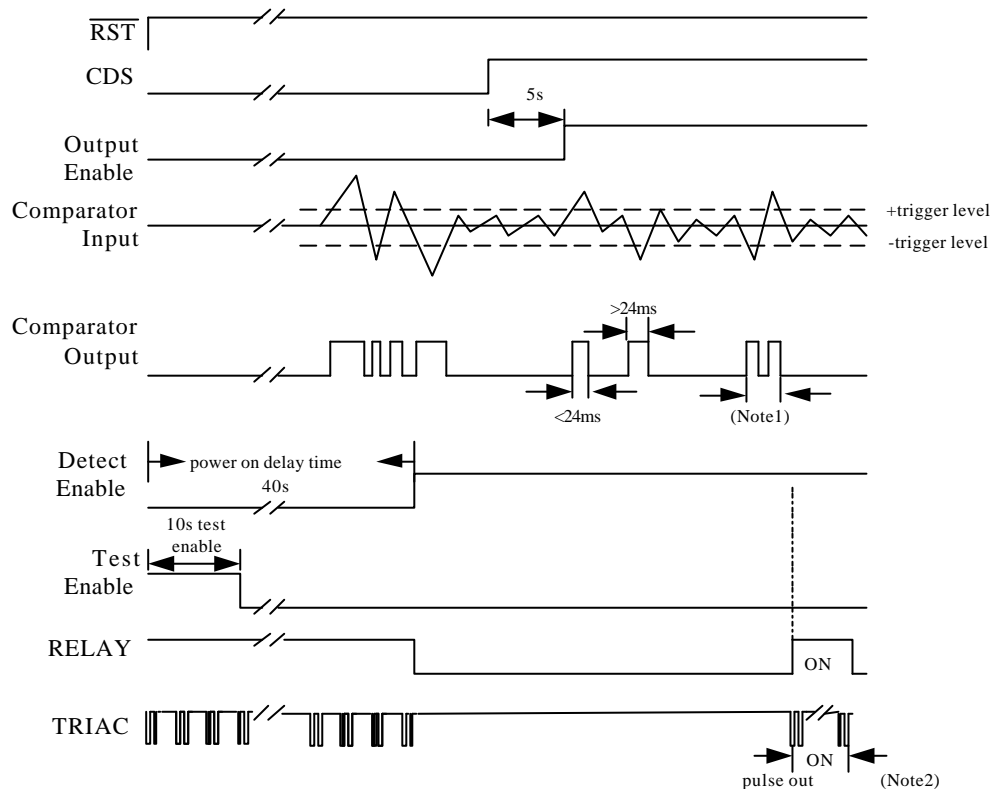 RST
CDS
5s
Output
Enable
Comparator
Input
+trigger level
-trigger level
Comparator
Output
>24ms
<24ms
(Note1)
Detect
Enable
power on delay time
40s
10s test
enable
Test
Enable
RELAY
ON
TRIAC
ON
pulse out
(Note2)